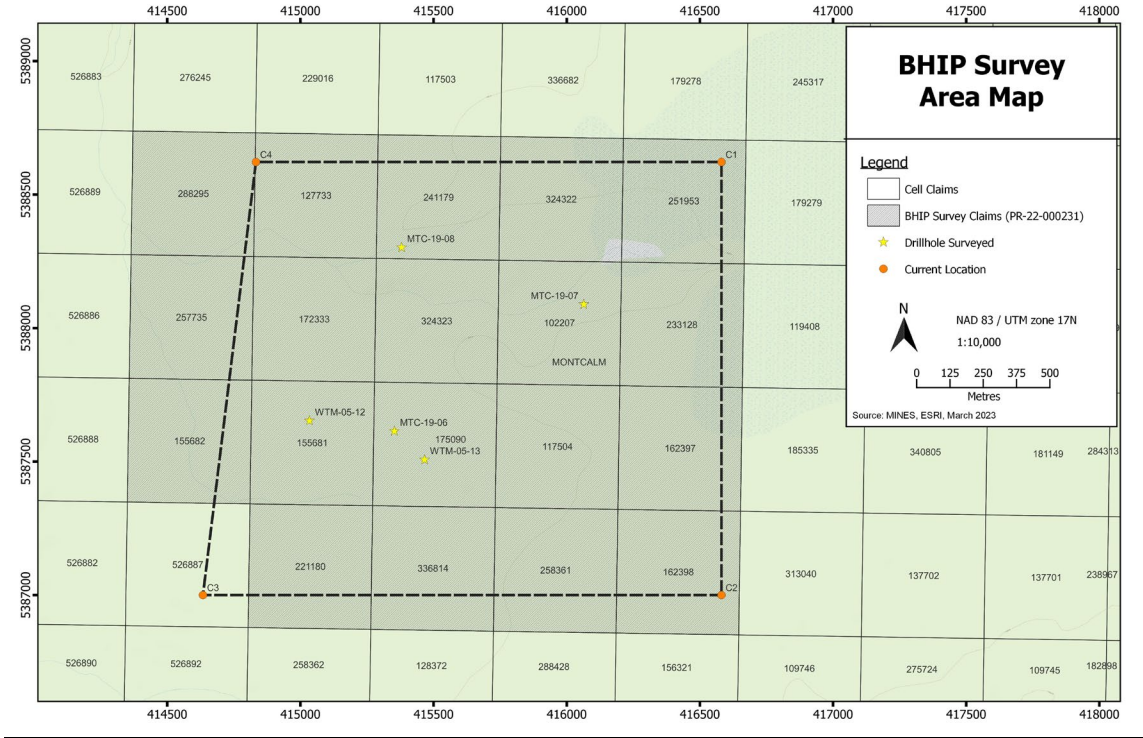 414500 415000 415500 416000 416500 417000 417500 418000
5389000
5388500
5388000
5387500
5387000
526883 276245 229016 117503 336682 179278 245317
C4 C1
526889 288295 127733 241179 324322 251953 179279
MTC-19-08
MTC-19-07
526886 257735 172333 324323 102207 233128 119408
MONTCALM
WTM-05-12 MTC-19-06
526888 155682 155681 175090 117504 162397 185335 340805 181149 284313
WTM-05-13
526882 526887 221180 336814 258361 162398 313040 137702 137701 238967
C3 C2
526890 526892 258362 128372 288428 156321 109746 275724 109745 182898
BHIP Survey
Area Map
Legend
Cell Claims
BHIP Survey Claims (PR-22-000231)
Drillhole Surveyed
Current Location
N
NAD 83 / UTM zone 17N
1:10,000
0 125 250 375 500
Metres
Source: MINES, ESRI, March 2023
414500 415000 415500 416000 416500 417000 417500 418000